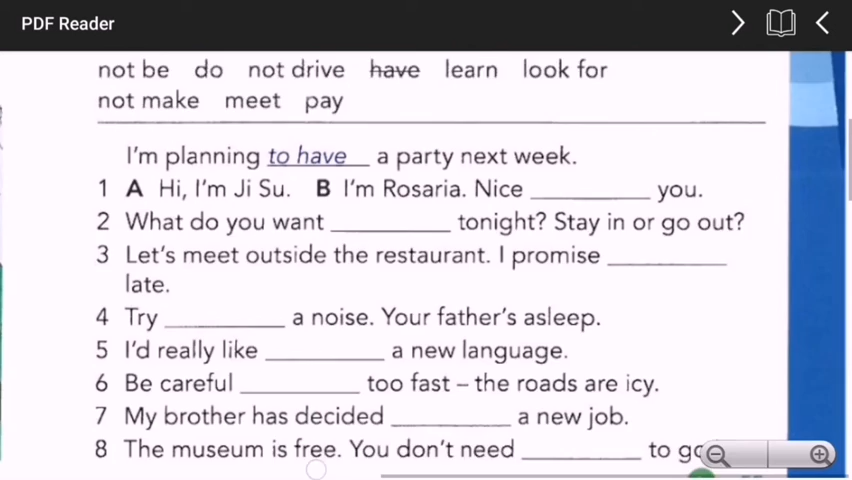 PDF Reader
not be do not drive have learn look for
not make meet pay
I'm planning to have a party next week.
1 A Hi, I'm Ji Su. B I'm Rosaria. Nice __________ you.
2 What do you want __________ tonight? Stay in or go out?
3 Let's meet outside the restaurant. I promise __________
late.
4 Try __________ a noise. Your father's asleep.
5 I'd really like __________ a new language.
6 Be careful __________ too fast – the roads are icy.
7 My brother has decided __________ a new job.
8 The museum is free. You don't need __________ to